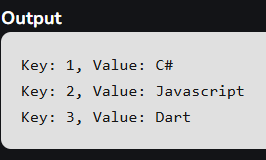 Output
Key: 1, Value: C#
Key: 2, Value: Javascript
Key: 3, Value: Dart